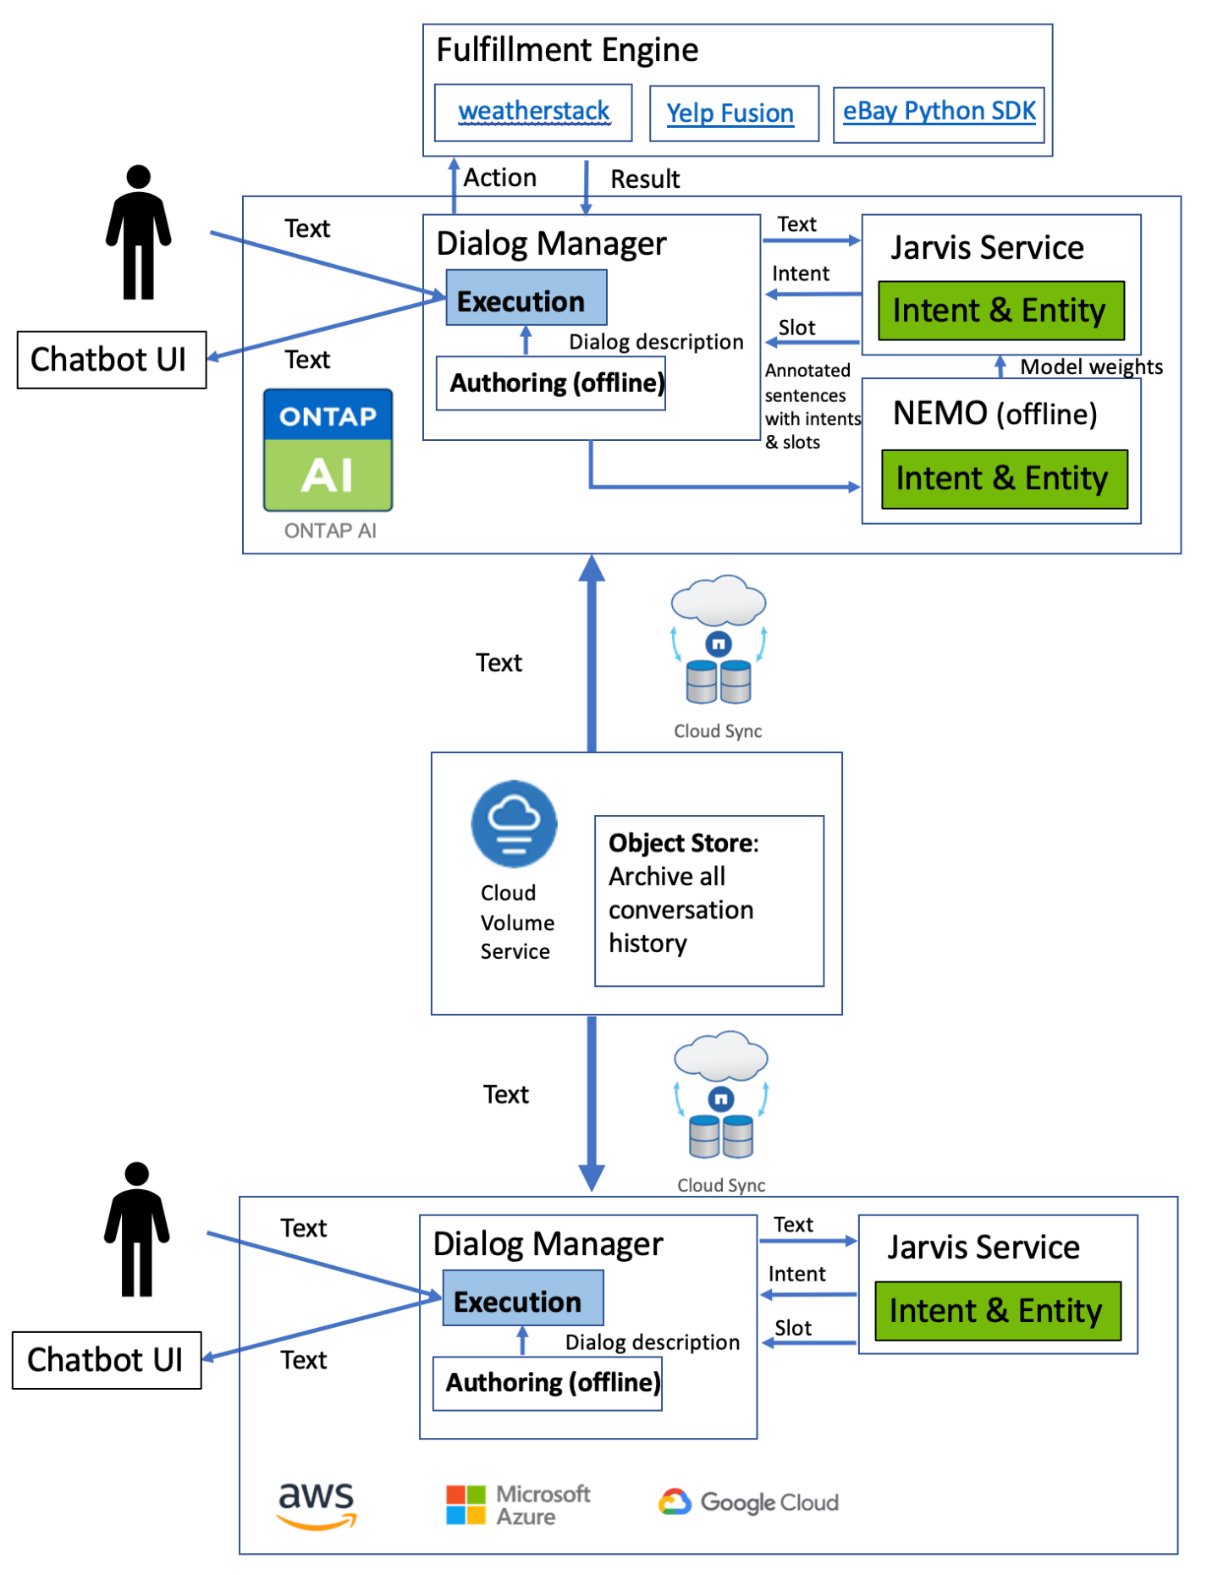 Fulfillment Engine
weatherstack
Yelp Fusion
eBay Python SDK
Action
Result
Text
Dialog Manager
Text
Jarvis Service
Execution
Intent
Intent & Entity
Slot
Chatbot UI
Text
Dialog description
Authoring (offline)
Annotated
sentences
with intents
& slots
Model weights
NEMO (offline)
Intent & Entity
ONTAP
AI
ONTAP AI
Text
Cloud Sync
Cloud
Volume
Service
Object Store:
Archive all
conversation
history
Text
Cloud Sync
Text
Dialog Manager
Text
Jarvis Service
Execution
Intent
Intent & Entity
Slot
Chatbot UI
Text
Dialog description
Authoring (offline)
aws
Microsoft
Azure
Google Cloud